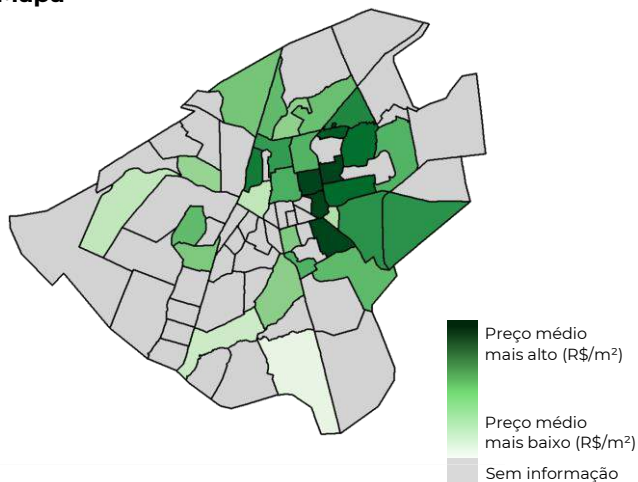 Mapa
Preço médio
mais alto (R$/m²)
Preço médio
mais baixo (R$/m²)
Sem informação